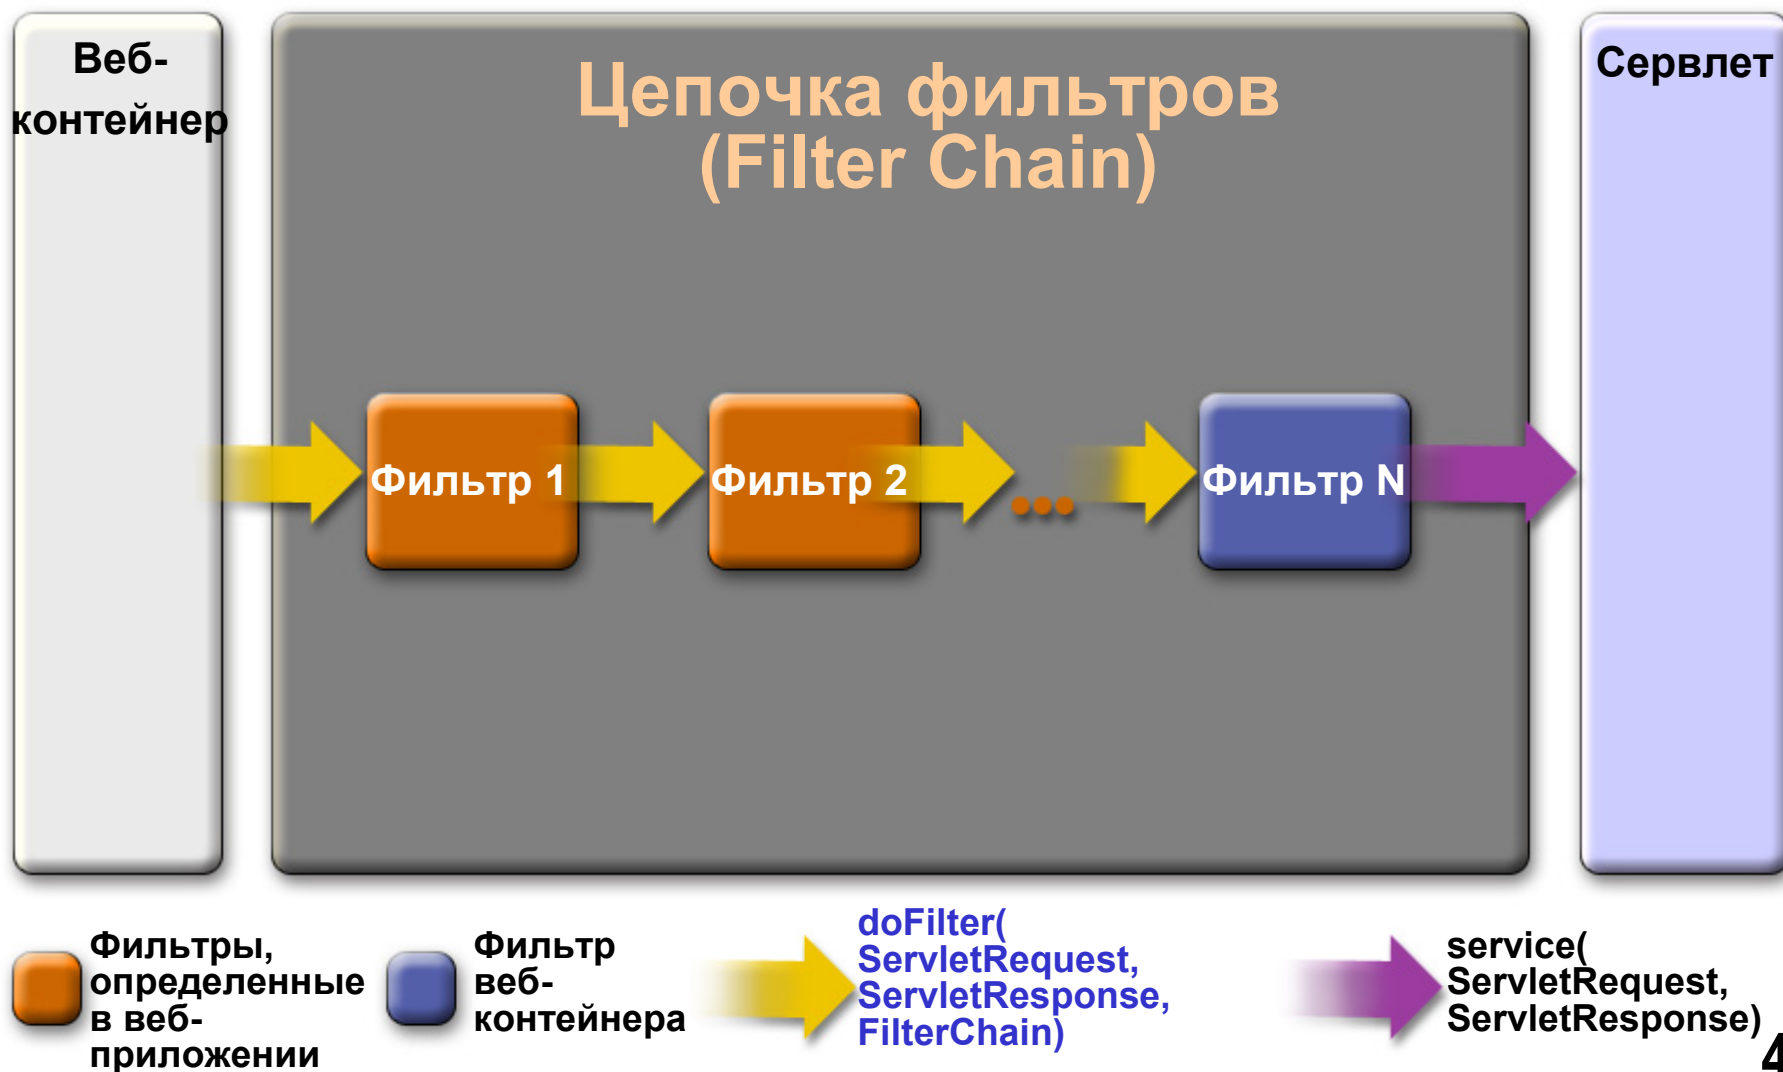 Веб-
контейнер
Цепочка фильтров
(Filter Chain)
Сервлет
Фильтр 1
Фильтр 2
Фильтр N
Фильтры,
определенные
в веб-
приложении
Фильтр
веб-
контейнера
doFilter(
ServletRequest,
ServletResponse,
FilterChain)
service(
ServletRequest,
ServletResponse)
4